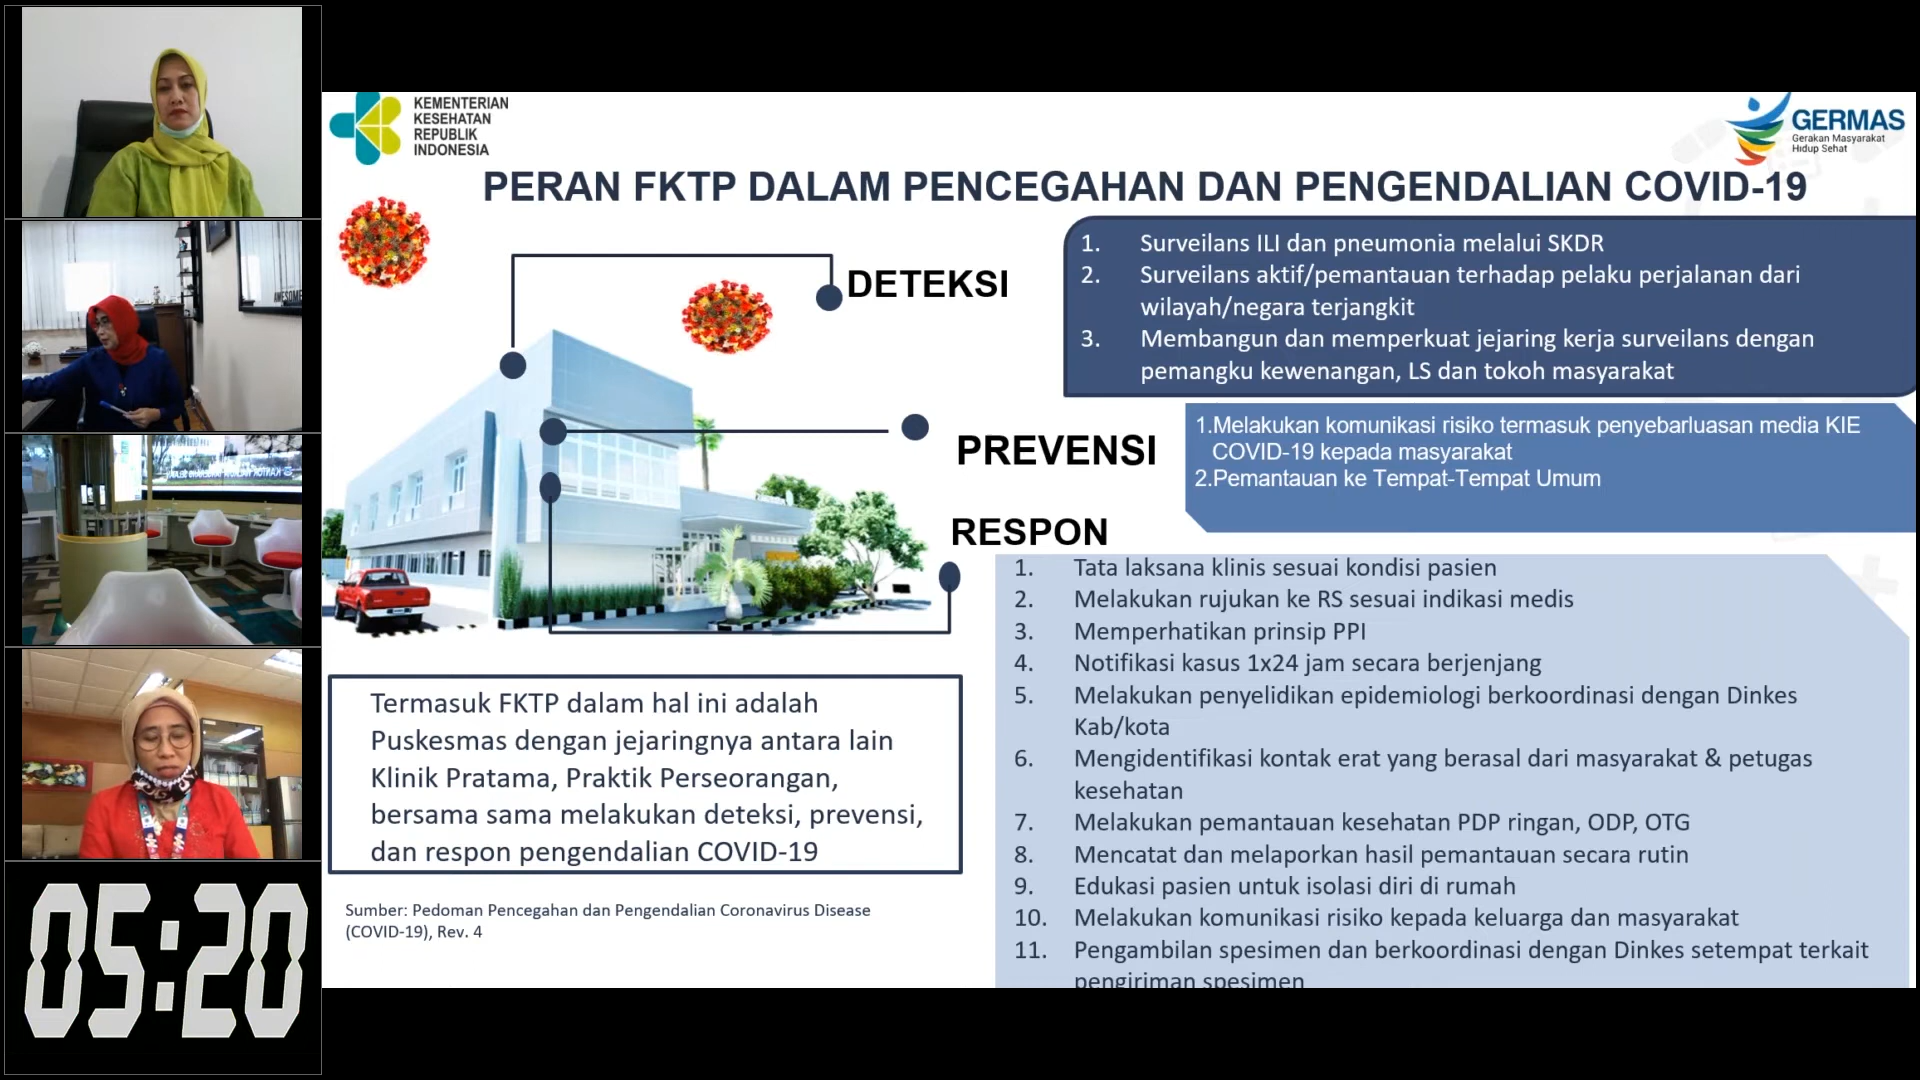 KEMENTERIAN
KESEHATAN
REPUBLIK
INDONESIA
GERMAS
Gerakan Masyarakat
Hidup Sehat
PERAN FKTP DALAM PENCEGAHAN DAN PENGENDALIAN COVID-19
DETEKSI
1. Surveilans ILI dan pneumonia melalui SKDR
2. Surveilans aktif/pemantauan terhadap pelaku perjalanan dari
wilayah/negara terjangkit
3. Membangun dan memperkuat jejaring kerja surveilans dengan
pemangku kewenangan, LS dan tokoh masyarakat
PREVENSI
1.Melakukan komunikasi risiko termasuk penyebarluasan media KIE
COVID-19 kepada masyarakat
2.Pemantauan ke Tempat-Tempat Umum
RESPON
1. Tata laksana klinis sesuai kondisi pasien
2. Melakukan rujukan ke RS sesuai indikasi medis
3. Memperhatikan prinsip PPI
4. Notifikasi kasus 1x24 jam secara berjenjang
5. Melakukan penyelidikan epidemiologi berkoordinasi dengan Dinkes
Kab/kota
6. Mengidentifikasi kontak erat yang berasal dari masyarakat & petugas
kesehatan
7. Melakukan pemantauan kesehatan PDP ringan, ODP, OTG
8. Mencatat dan melaporkan hasil pemantauan secara rutin
9. Edukasi pasien untuk isolasi diri di rumah
10. Melakukan komunikasi risiko kepada keluarga dan masyarakat
11. Pengambilan spesimen dan berkoordinasi dengan Dinkes setempat terkait
pengiriman spesimen
Termasuk FKTP dalam hal ini adalah
Puskesmas dengan jejaringnya antara lain
Klinik Pratama, Praktik Perseorangan,
bersama sama melakukan deteksi, prevensi,
dan respon pengendalian COVID-19
Sumber: Pedoman Pencegahan dan Pengendalian Coronavirus Disease
(COVID-19), Rev. 4
05:20